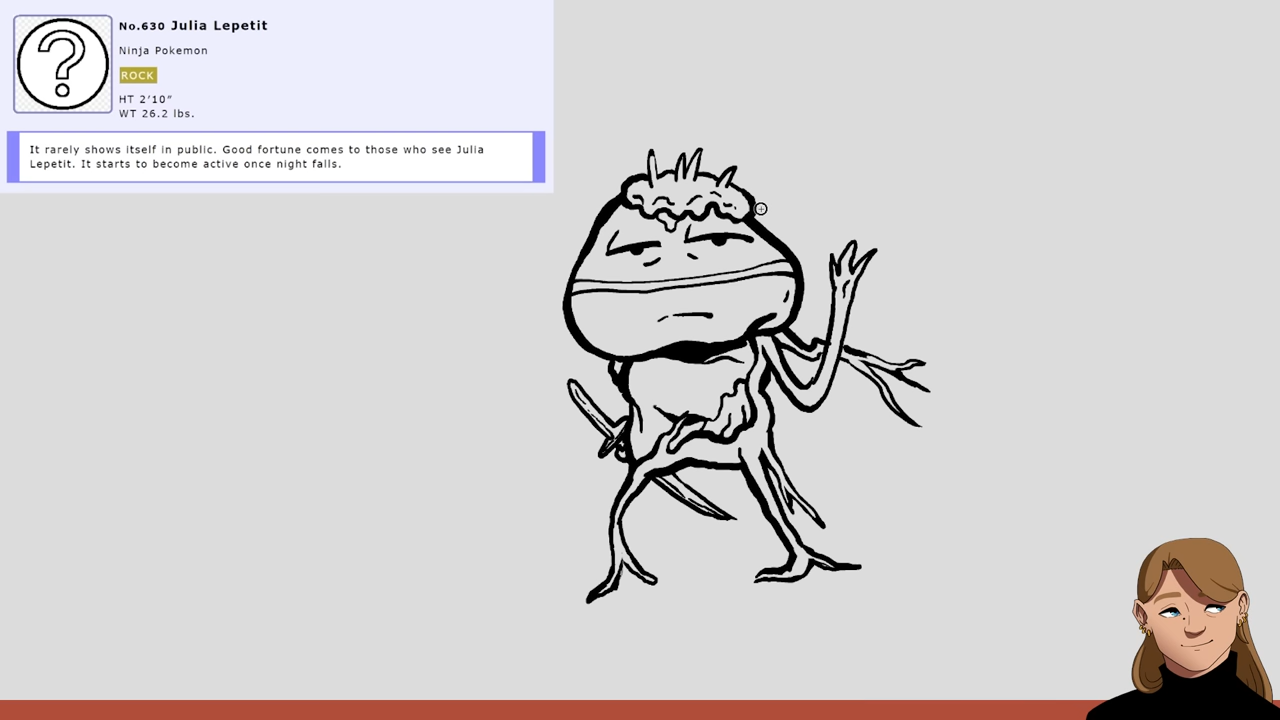 No.630 Julia Lepetit
Ninja Pokemon
ROCK
HT 2'10"
WT 26.2 lbs.
It rarely shows itself in public. Good fortune comes to those who see Julia
Lepetit. It starts to become active once night falls.